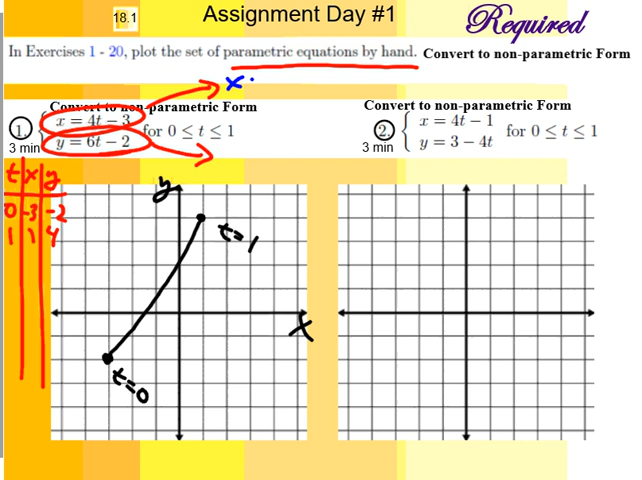 18.1 Assignment Day #1 Required
In Exercises 1 - 20, plot the set of parametric equations by hand. Convert to non-parametric Form
x.
Convert to non-parametric Form
1. { x = 4t − 3
y = 6t − 2 for 0 ≤ t ≤ 1
3 min
Convert to non-parametric Form
2. { x = 4t − 1
y = 3 − 4t for 0 ≤ t ≤ 1
3 min
t x y
0 -3 -2
1 1 4
y
t=1
x
t=0